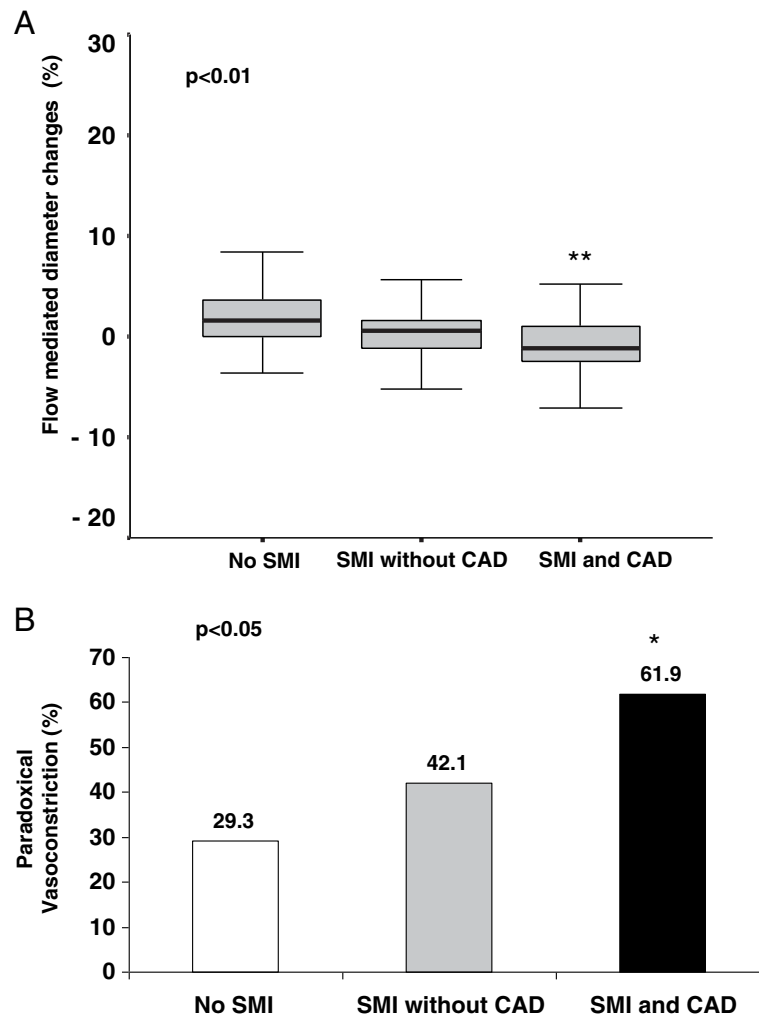 A
Flow mediated diameter changes (%)
30
20
10
0
- 10
- 20
p<0.01
**
No SMI
SMI without CAD
SMI and CAD
B
Paradoxical
Vasoconstriction (%)
p<0.05
70
60
50
40
30
20
10
0
29.3
42.1
*
61.9
No SMI
SMI without CAD
SMI and CAD